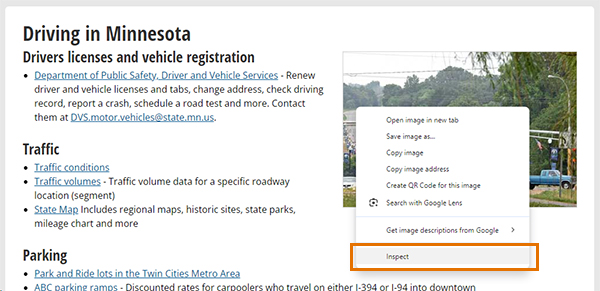 Driving in Minnesota
Drivers licenses and vehicle registration
• Department of Public Safety, Driver and Vehicle Services - Renew
driver and vehicle licenses and tabs, change address, check driving
record, report a crash, schedule a road test and more. Contact
them at DVS.motor.vehicles@state.mn.us.
Traffic
• Traffic conditions
• Traffic volumes - Traffic volume data for a specific roadway
location (segment)
• State Map Includes regional maps, historic sites, state parks,
mileage chart and more
Parking
• Park and Ride lots in the Twin Cities Metro Area
• ABC parking ramps - Discounted rates for carpoolers who travel on either I-394 or I-94 into downtown
Open image in new tab
Save image as...
Copy image
Copy image address
Create QR Code for this image
Search with Google Lens
Get image descriptions from Google
Inspect